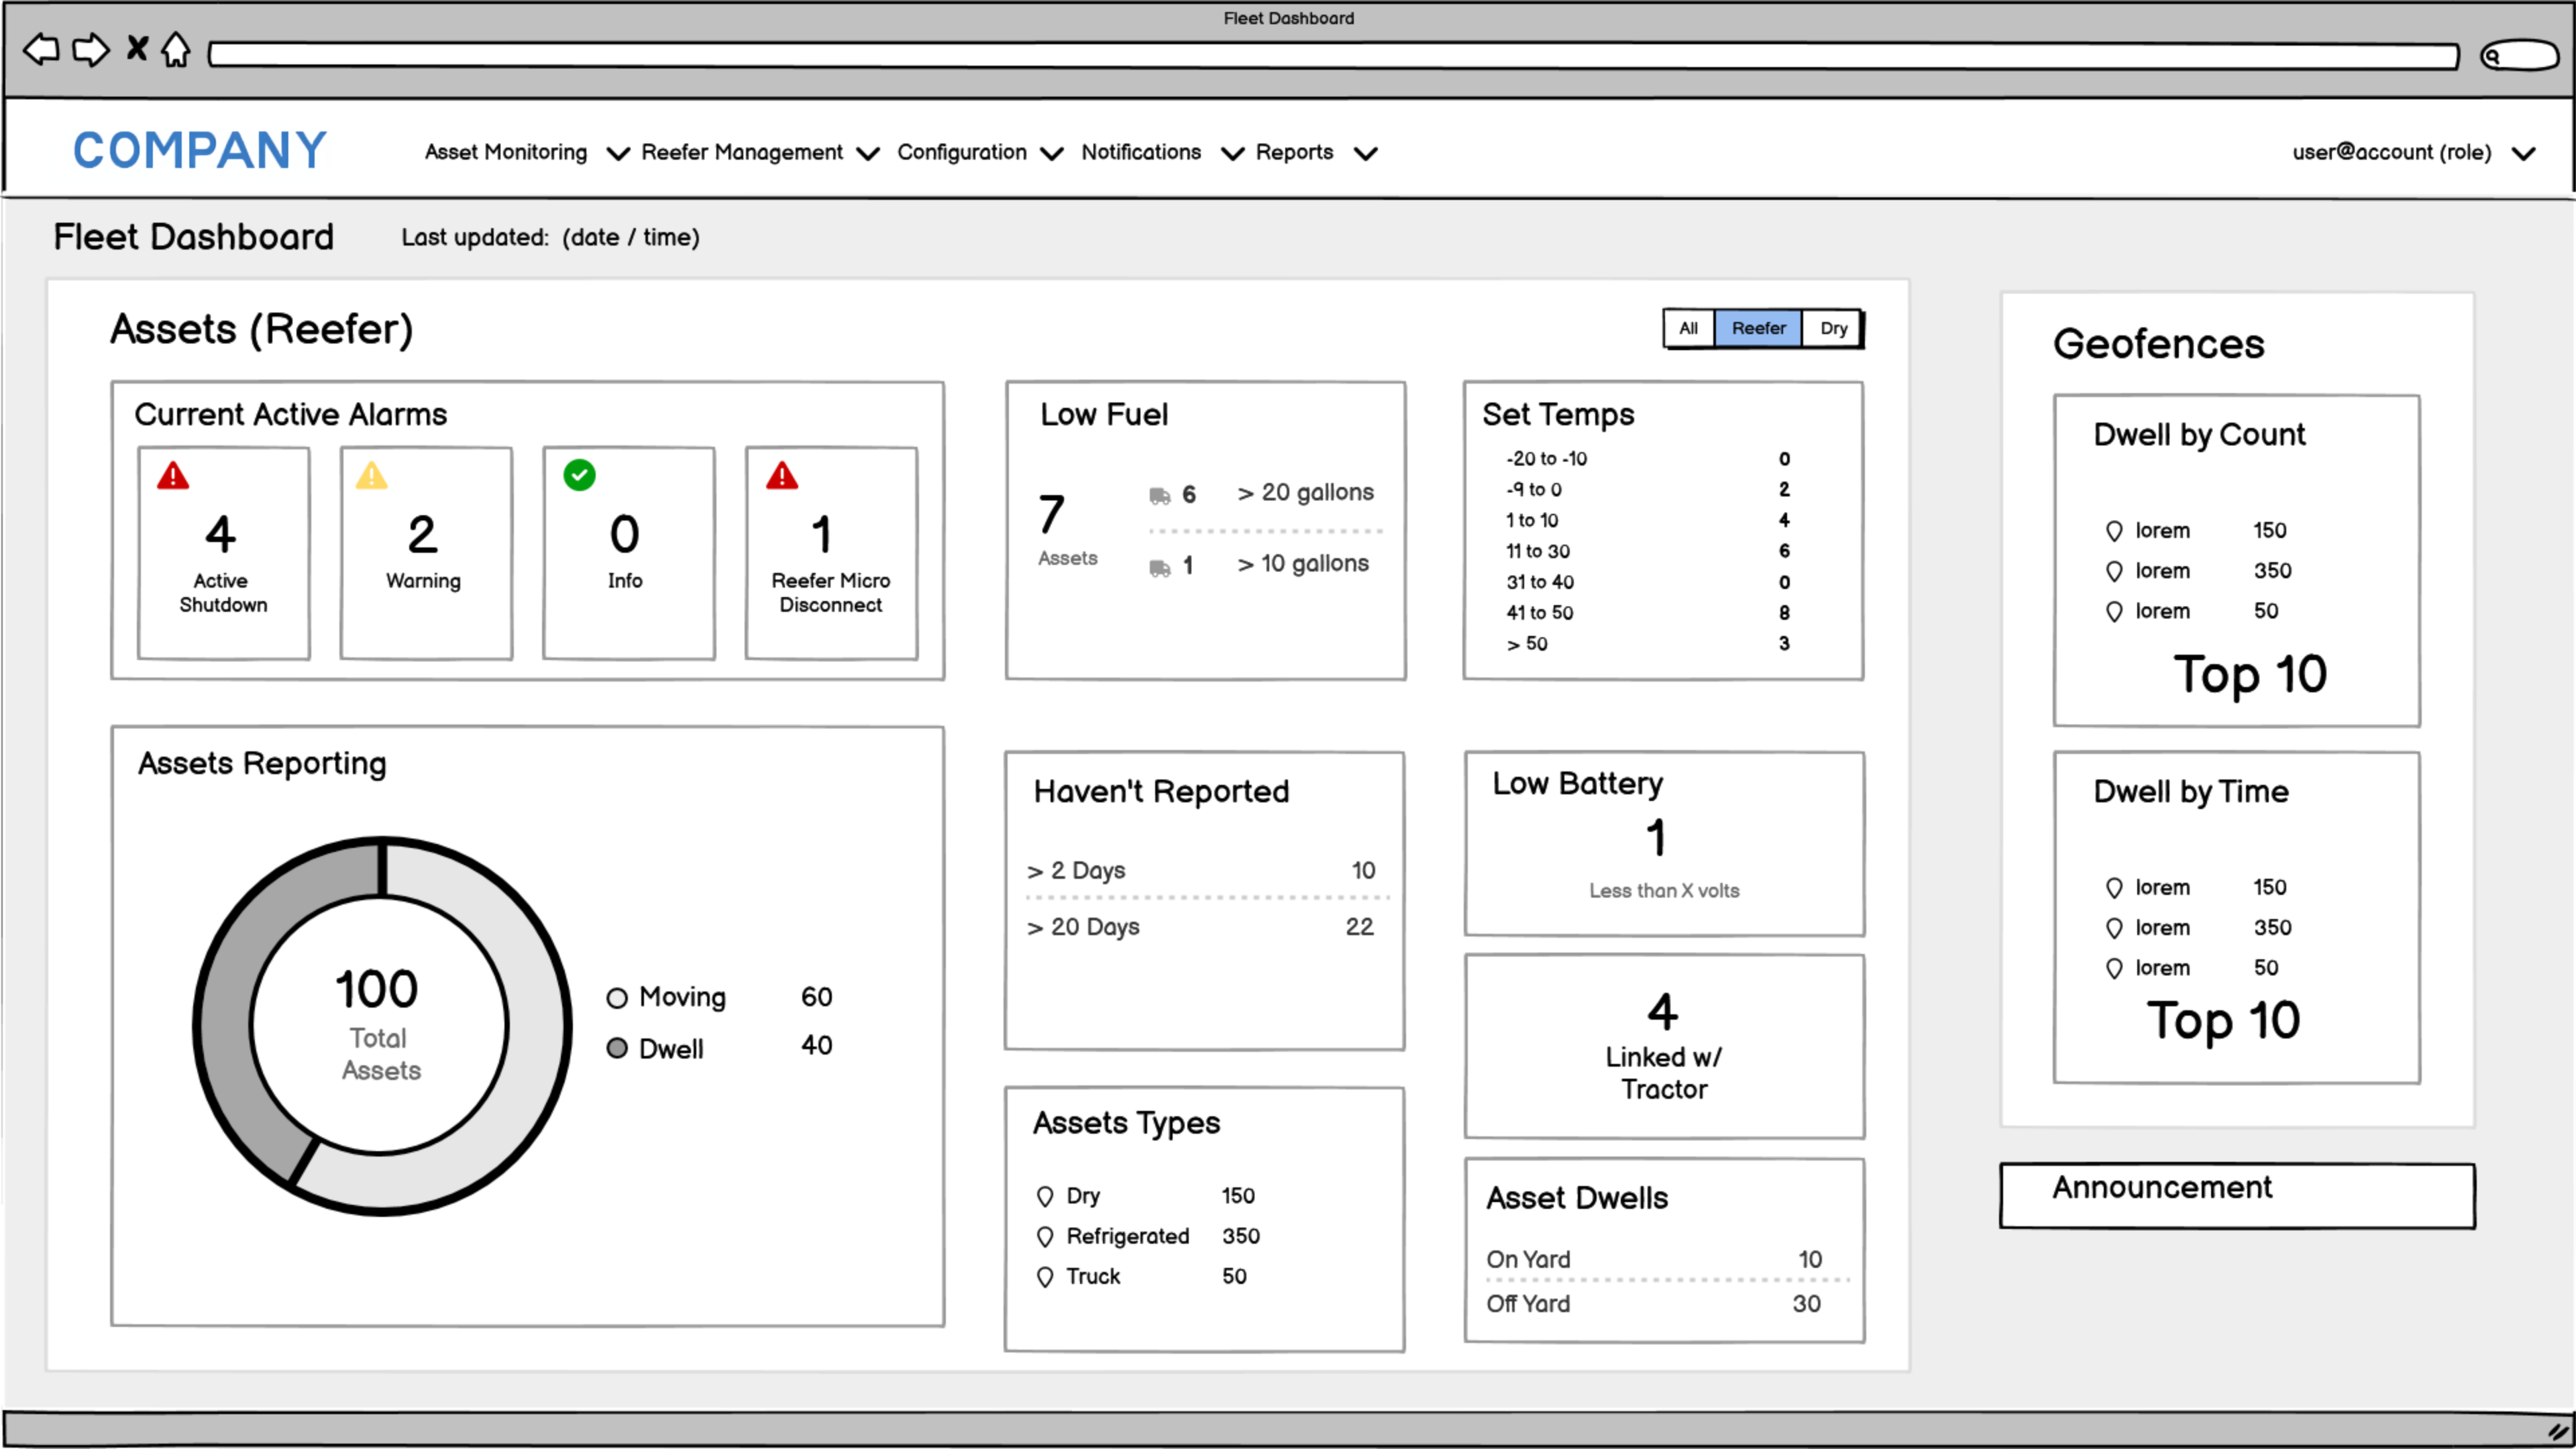 Fleet Dashboard
COMPANY
Asset Monitoring Reefer Management Configuration Notifications Reports
user@account (role)
Fleet Dashboard
Last updated: (date / time)
Assets (Reefer)
All Reefer Dry
Current Active Alarms
4
Active
Shutdown
2
Warning
0
Info
1
Reefer Micro
Disconnect
Low Fuel
7
Assets
6 > 20 gallons
1 > 10 gallons
Set Temps
-20 to -10 0
-9 to 0 2
1 to 10 4
11 to 30 6
31 to 40 0
41 to 50 8
> 50 3
Assets Reporting
100
Total
Assets
Moving 60
Dwell 40
Haven't Reported
> 2 Days 10
> 20 Days 22
Assets Types
Dry 150
Refrigerated 350
Truck 50
Low Battery
1
Less than X volts
4
Linked w/
Tractor
Asset Dwells
On Yard 10
Off Yard 30
Geofences
Dwell by Count
lorem 150
lorem 350
lorem 50
Top 10
Dwell by Time
lorem 150
lorem 350
lorem 50
Top 10
Announcement